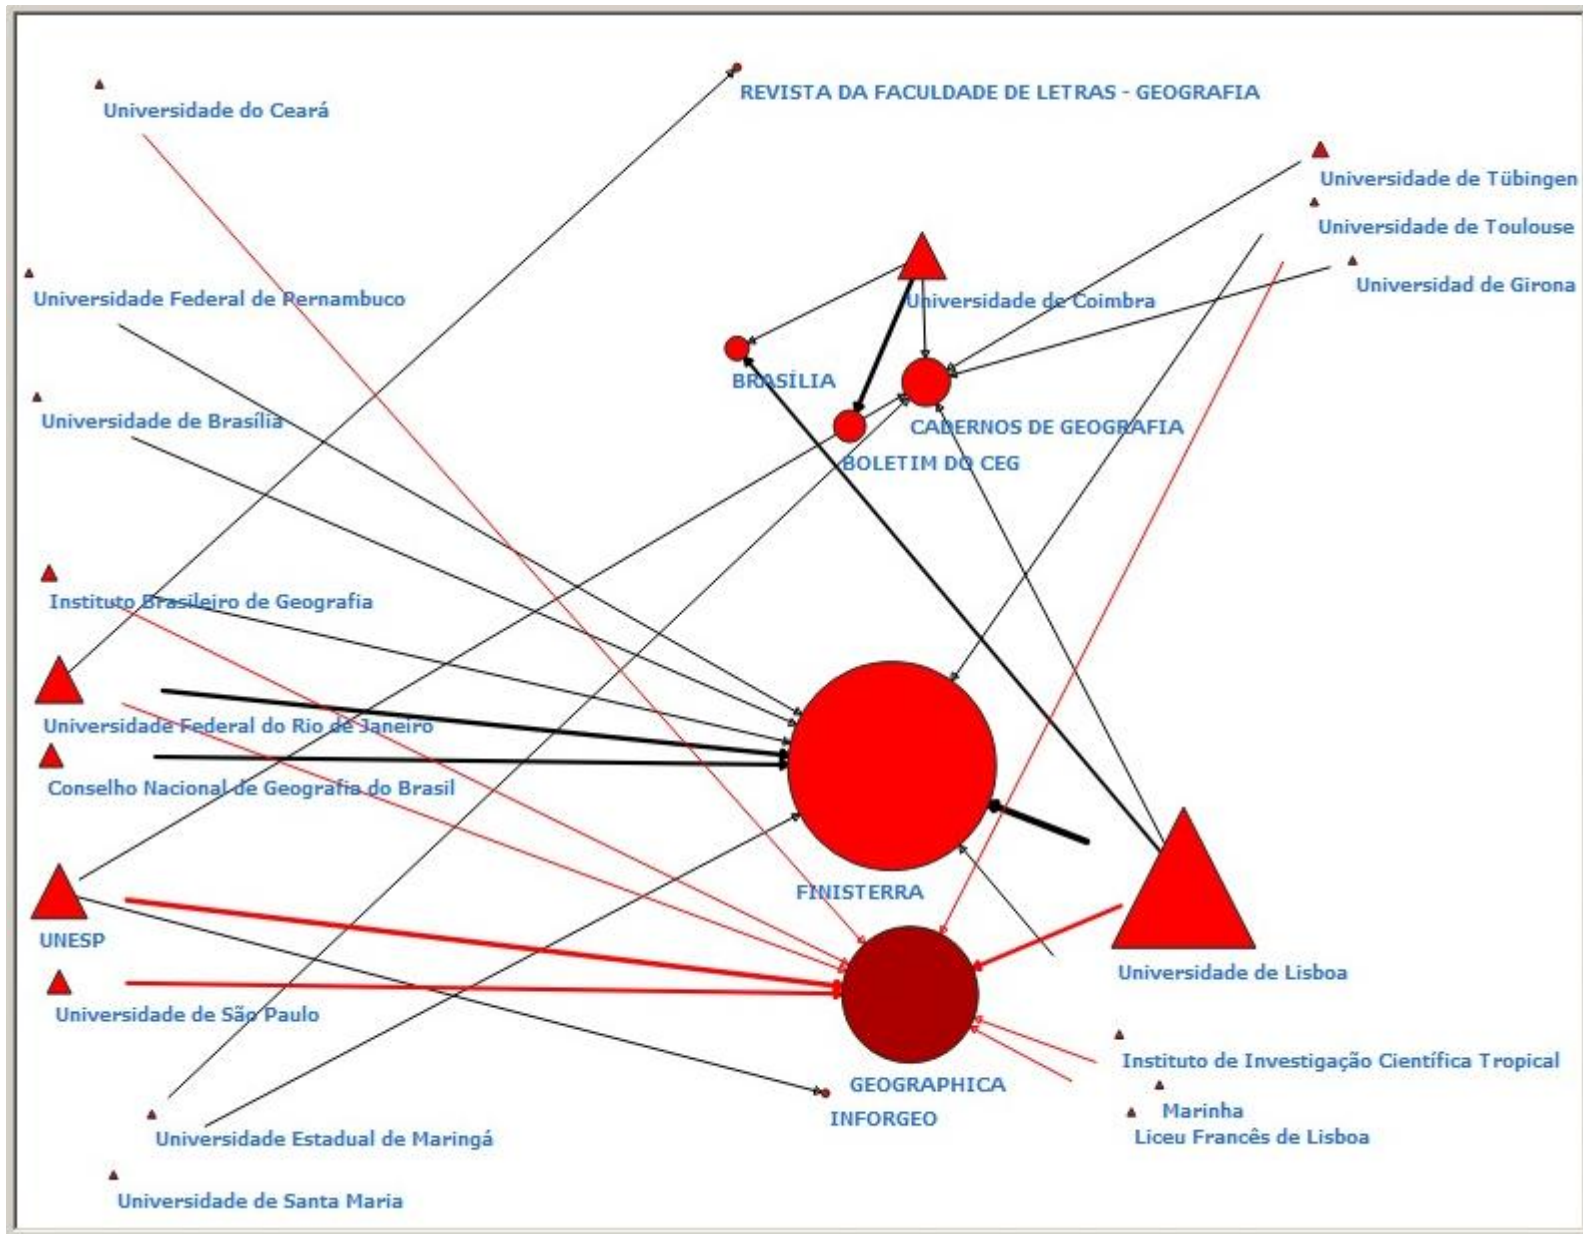 REVISTA DA FACULDADE DE LETRAS - GEOGRAFIA
Universidade do Ceará
Universidade de Tübingen
Universidade de Toulouse
Universidad de Girona
Universidade Federal de Pernambuco
Universidade de Coimbra
BRASÍLIA
Universidade de Brasília
CADERNOS DE GEOGRAFIA
BOLETIM DO CEG
Instituto Brasileiro de Geografia
Universidade Federal do Rio de Janeiro
Conselho Nacional de Geografia do Brasil
FINISTERRA
UNESP
Universidade de Lisboa
Universidade de São Paulo
Instituto de Investigação Científica Tropical
GEOGRAPHICA
Marinha
INFORGEO
Liceu Francês de Lisboa
Universidade Estadual de Maringá
Universidade de Santa Maria